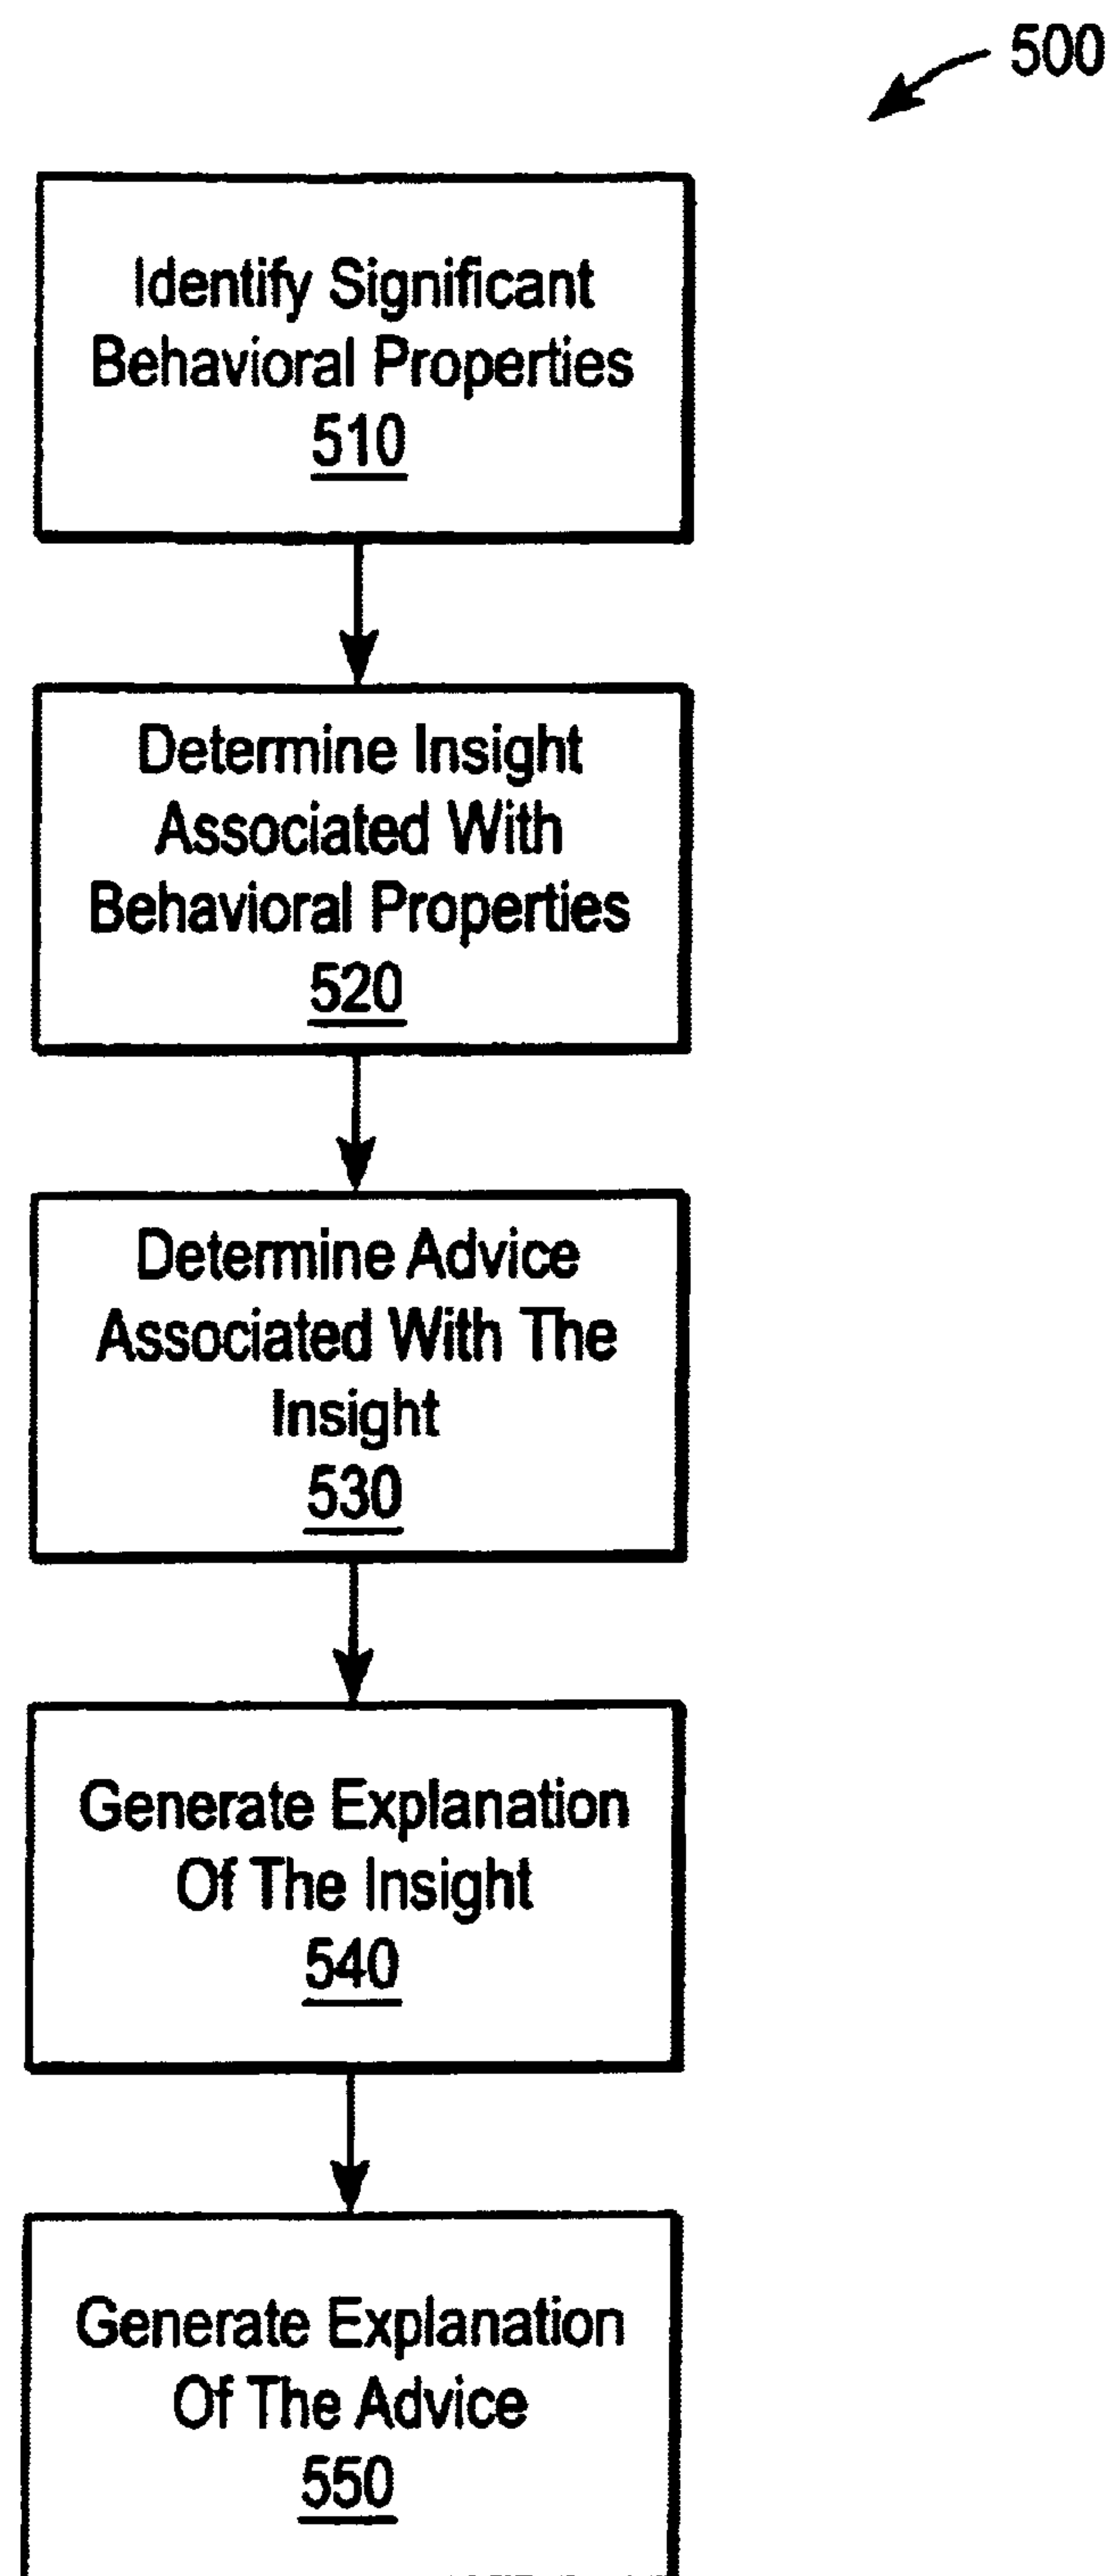 500
Identify Significant
Behavioral Properties
510
Determine Insight
Associated With
Behavioral Properties
520
Determine Advice
Associated With The
Insight
530
Generate Explanation
Of The Insight
540
Generate Explanation
Of The Advice
550